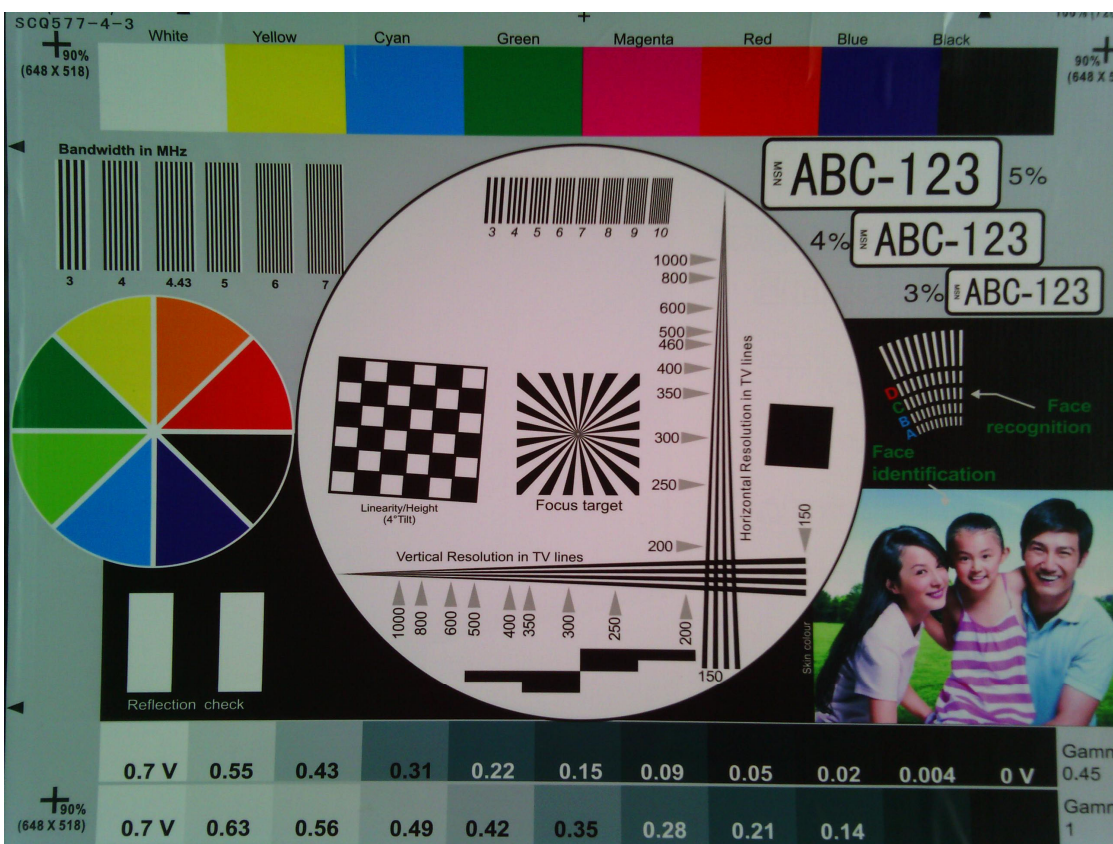 SCQ577-4-3
White Yellow Cyan Green Magenta Red Blue Black
90%
(648 X 518)
90%
Bandwidth in MHz
3 4 4.43 5 6 7
3 4 5 6 7 8 9 10
MSN ABC-123 5%
4% MSN ABC-123
3% MSN ABC-123
1000
800
600
500
460
400
350
300
250
200
Horizontal Resolution in TV lines
150
D
C
B
A
Face
recognition
Face
identification
Linearity/Height
(4°Tilt)
Focus target
Vertical Resolution in TV lines
1000 800 600 500 400 350 300 250 200
150
Skin colour
Reflection check
0.7 V 0.55 0.43 0.31 0.22 0.15 0.09 0.05 0.02 0.004 0 V
0.45
90%
(648 X 518)
0.7 V 0.63 0.56 0.49 0.42 0.35 0.28 0.21 0.14
1